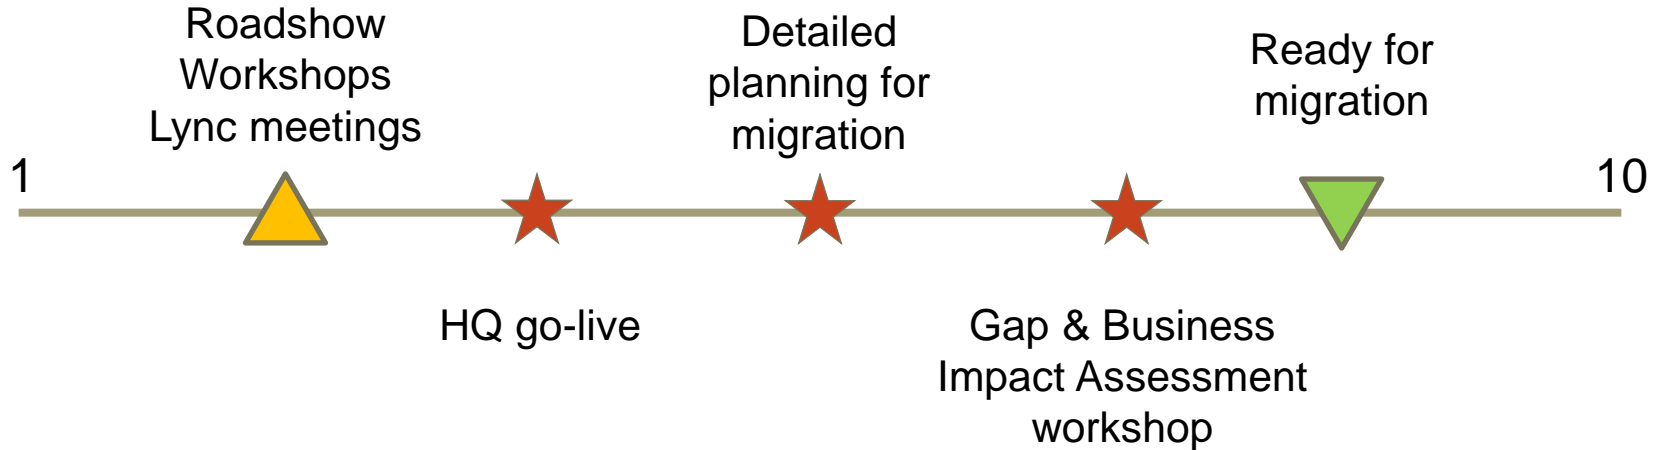 Roadshow
Workshops
Lync meetings
Detailed
planning for
migration
Ready for
migration
1
10
HQ go-live
Gap & Business
Impact Assessment
workshop